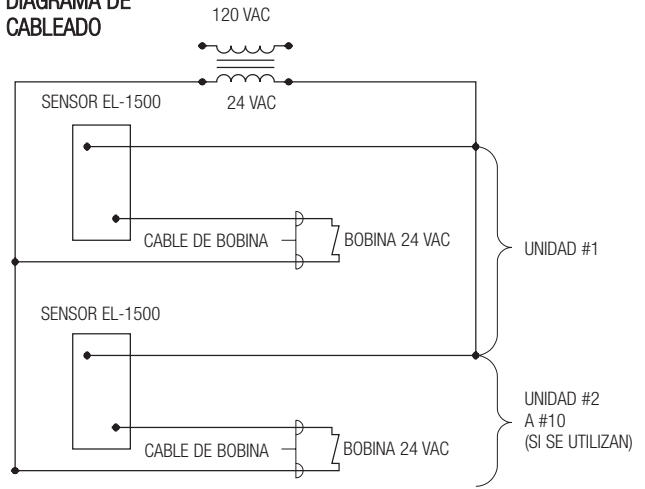 DIAGRAMA DE
CABLEADO
120 VAC
24 VAC
SENSOR EL-1500
CABLE DE BOBINA
BOBINA 24 VAC
UNIDAD #1
SENSOR EL-1500
CABLE DE BOBINA
BOBINA 24 VAC
UNIDAD #2
A #10
(SI SE UTILIZAN)